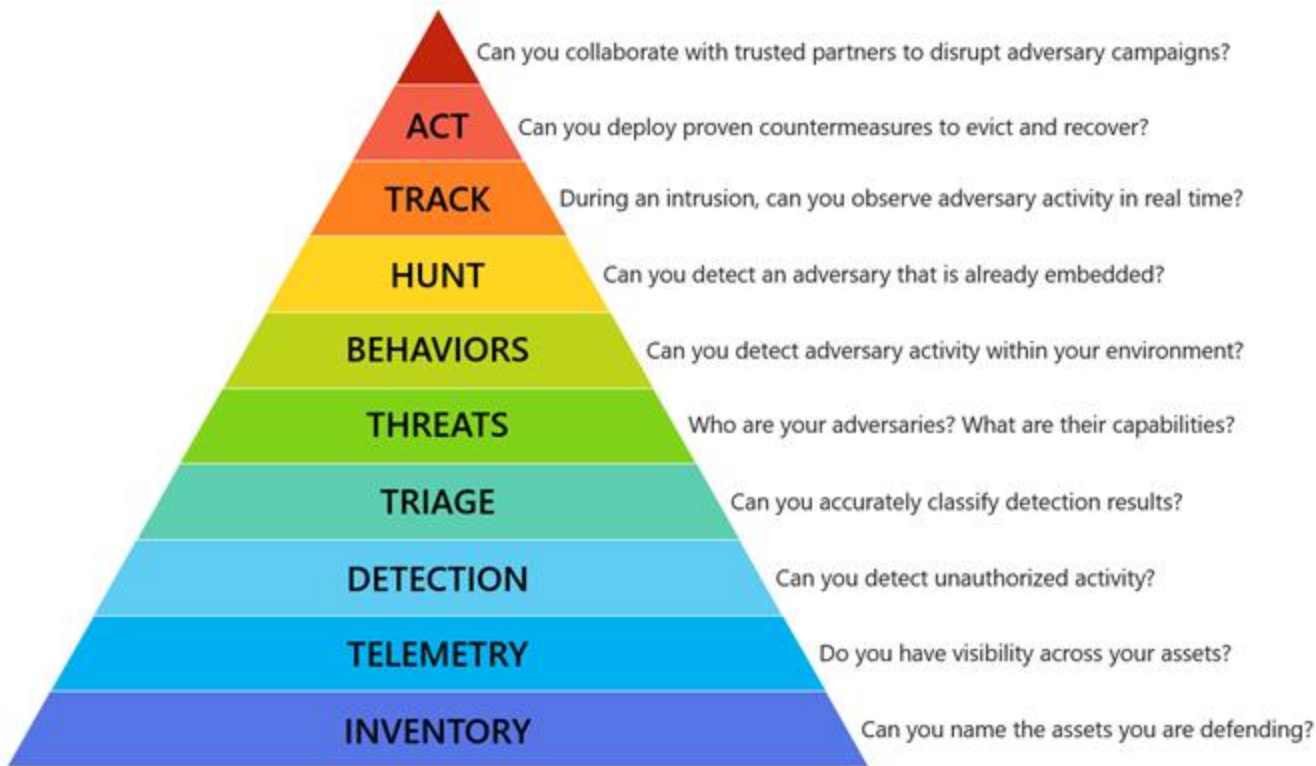 Can you collaborate with trusted partners to disrupt adversary campaigns?
ACT Can you deploy proven countermeasures to evict and recover?
TRACK During an intrusion, can you observe adversary activity in real time?
HUNT Can you detect an adversary that is already embedded?
BEHAVIORS Can you detect adversary activity within your environment?
THREATS Who are your adversaries? What are their capabilities?
TRIAGE Can you accurately classify detection results?
DETECTION Can you detect unauthorized activity?
TELEMETRY Do you have visibility across your assets?
INVENTORY Can you name the assets you are defending?